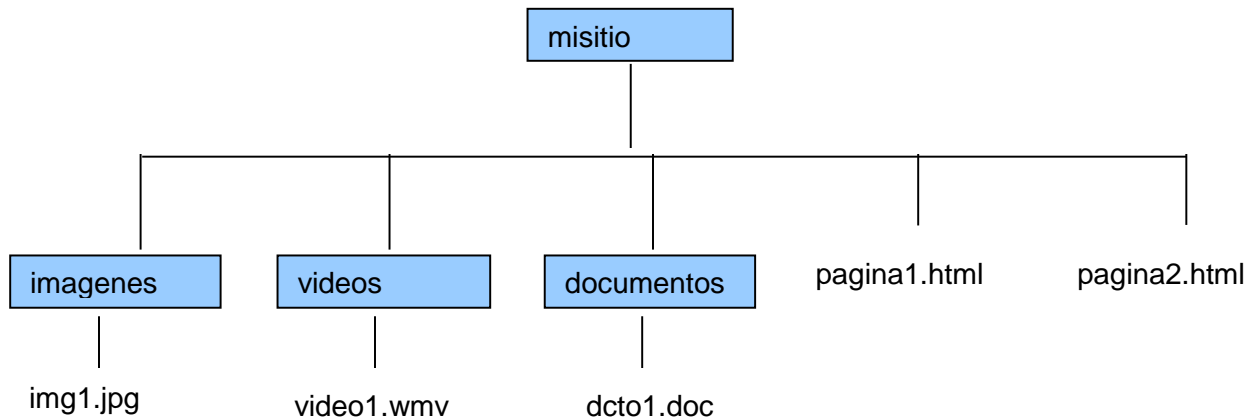 misitio
imagenes
videos
documentos
pagina1.html
pagina2.html
img1.jpg
video1.wmv
dcto1.doc